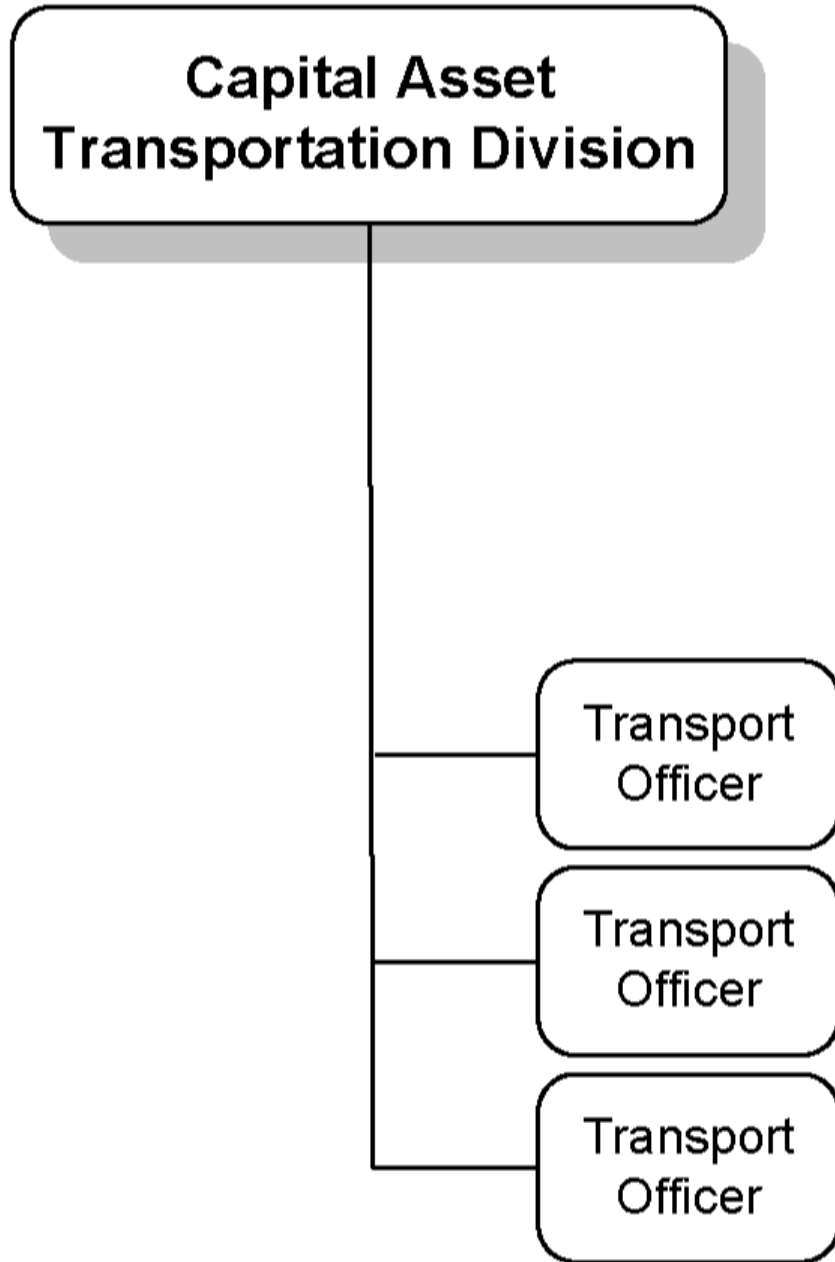 Capital Asset
Transportation Division
Transport
Officer
Transport
Officer
Transport
Officer